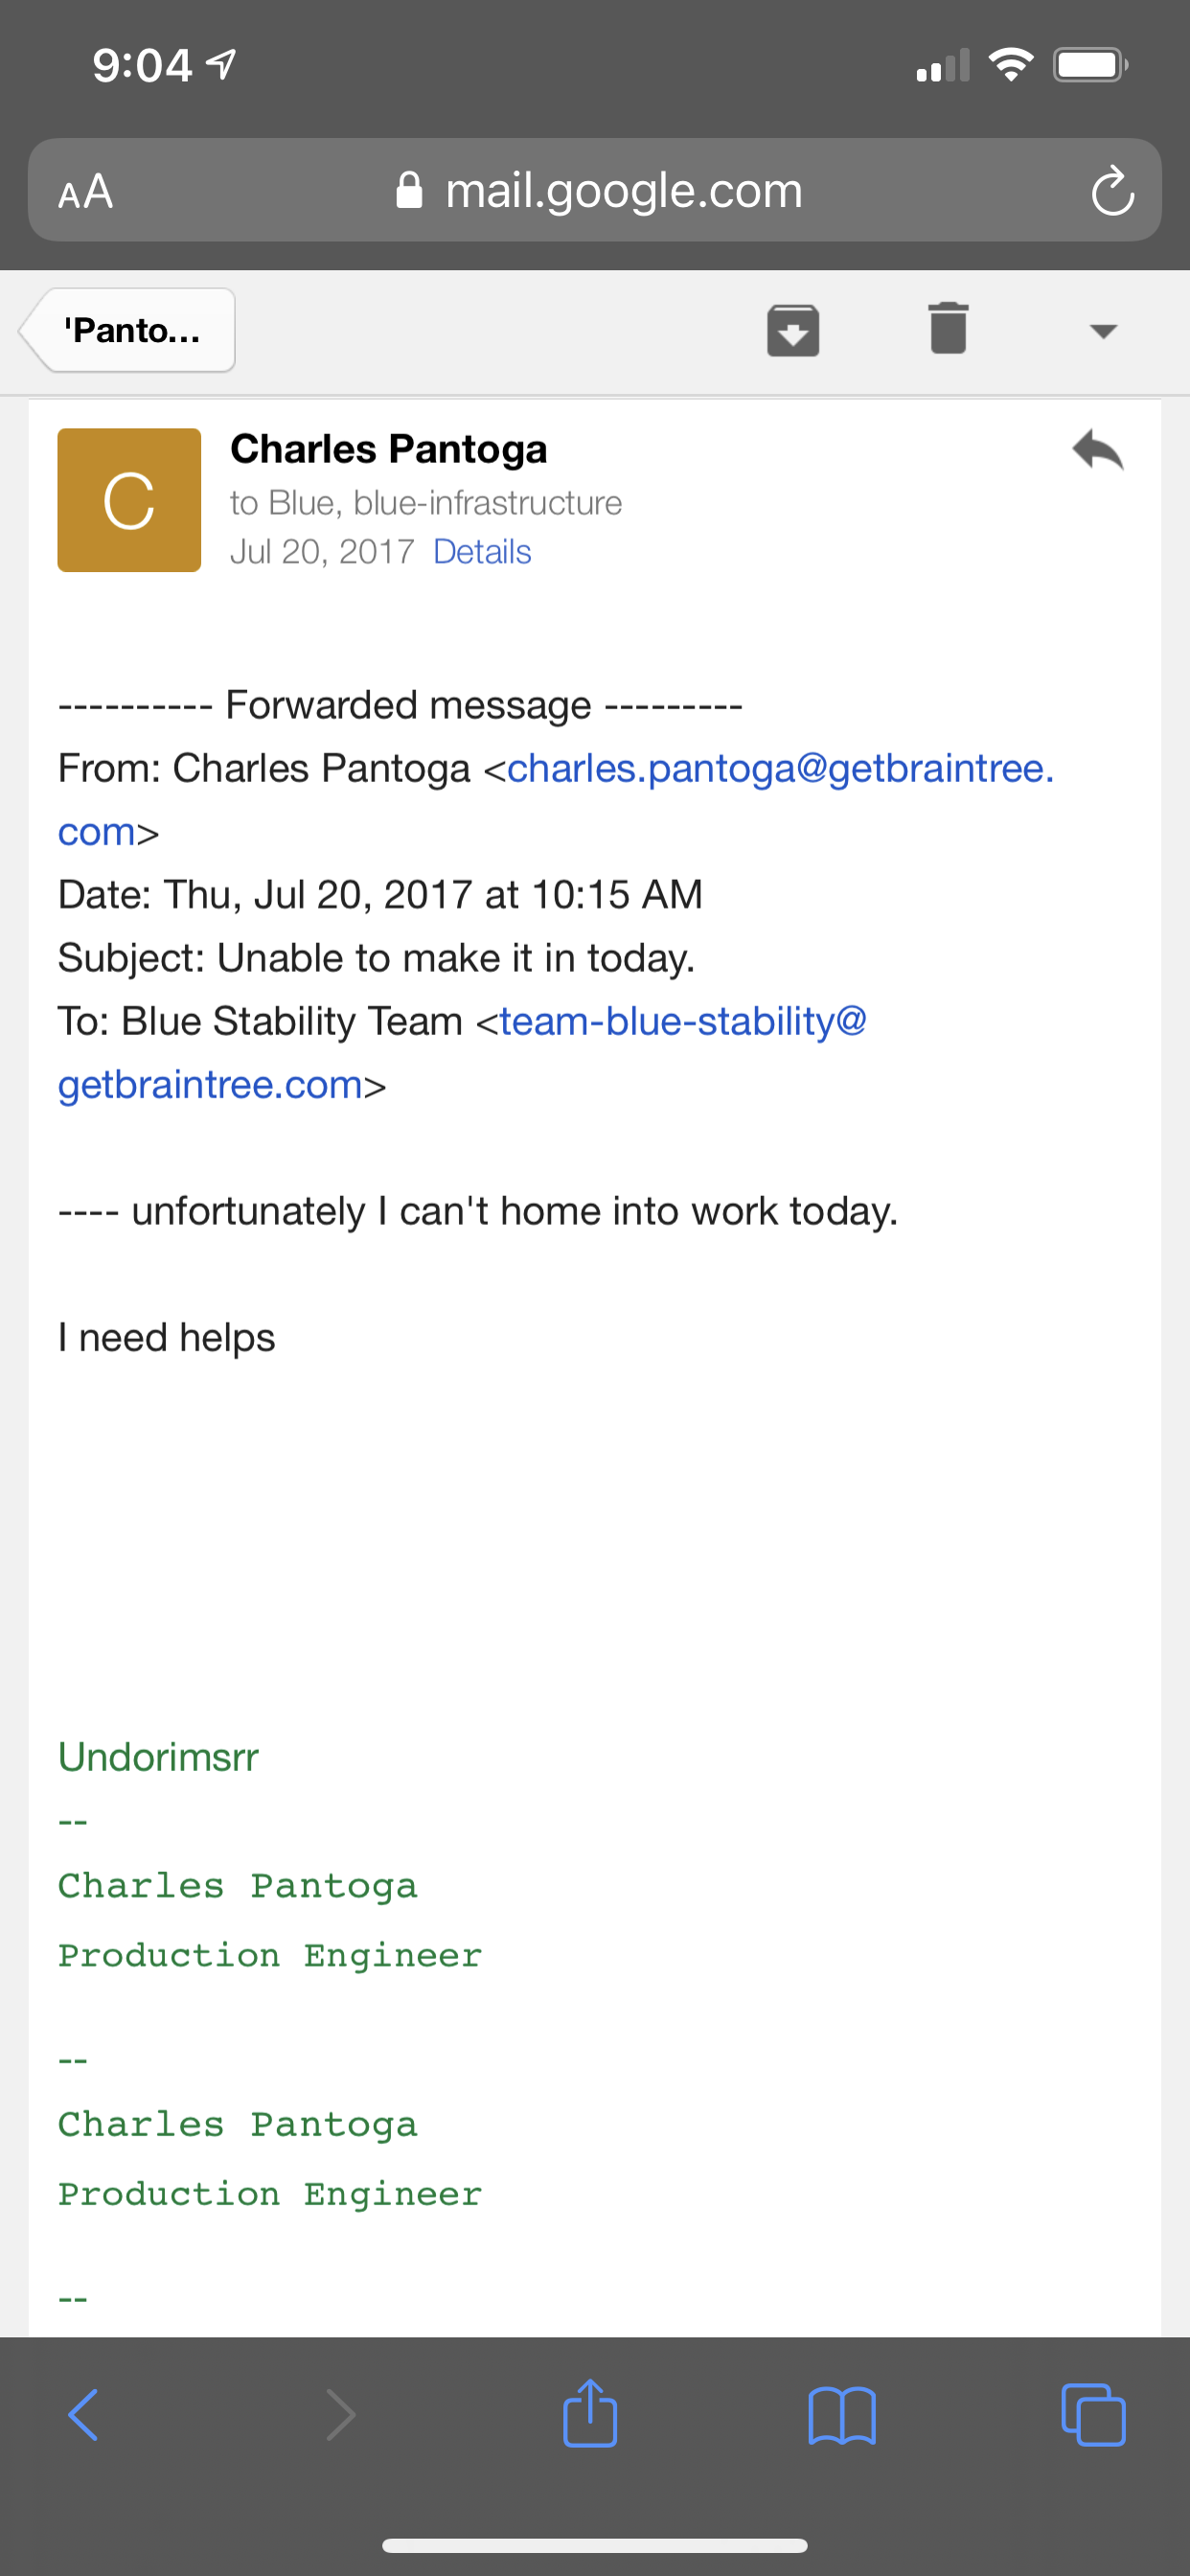 9:04
AA mail.google.com
'Panto...
C
Charles Pantoga
to Blue, blue-infrastructure
Jul 20, 2017 Details
---------- Forwarded message ---------
From: Charles Pantoga <charles.pantoga@getbraintree.
com>
Date: Thu, Jul 20, 2017 at 10:15 AM
Subject: Unable to make it in today.
To: Blue Stability Team <team-blue-stability@
getbraintree.com>
---- unfortunately I can't home into work today.
I need helps
Undorimsrr
--
Charles Pantoga
Production Engineer
--
Charles Pantoga
Production Engineer
--